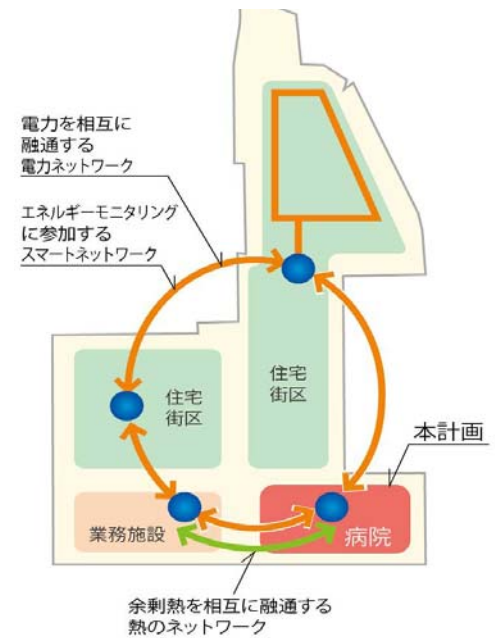 電力を相互に
融通する
電力ネットワーク
エネルギーモニタリング
に参加する
スマートネットワーク
住宅
街区
住宅
街区
本計画
業務施設
病院
余剰熱を相互に融通する
熱のネットワーク